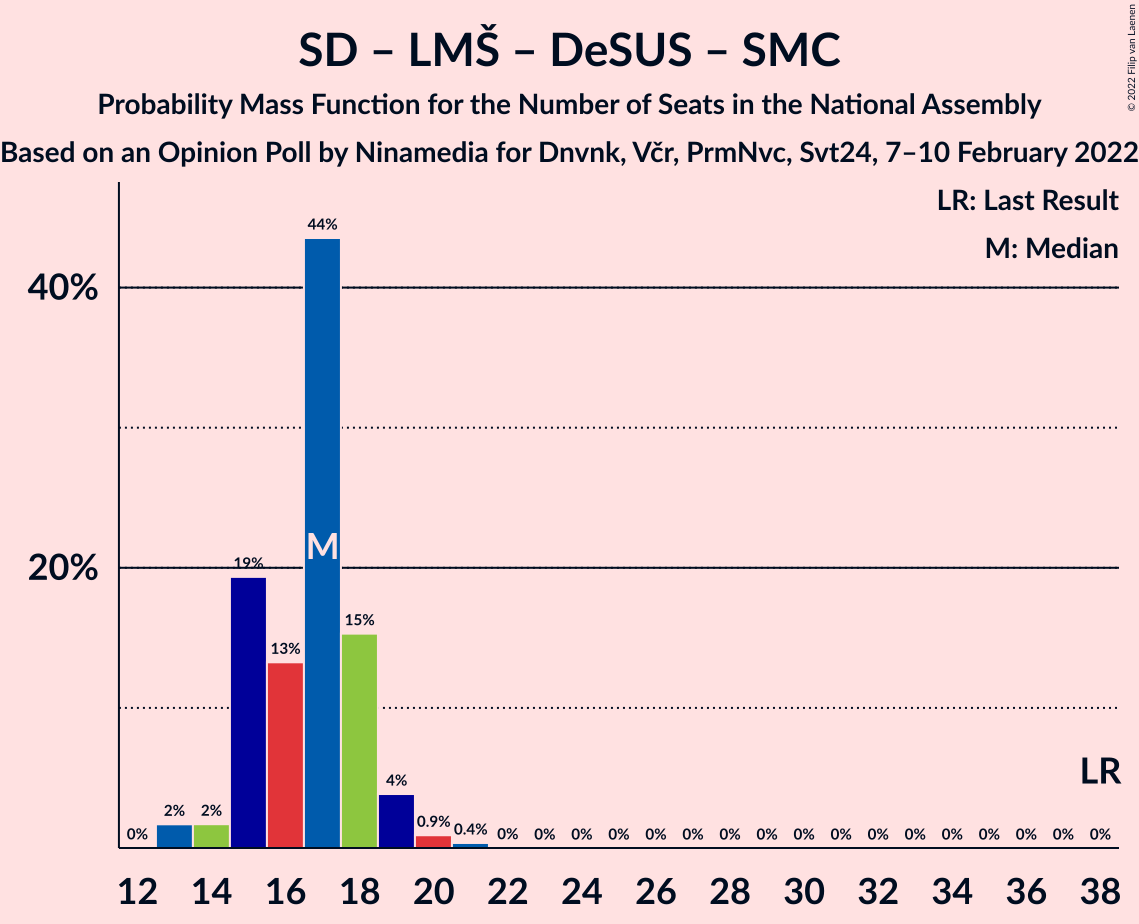 SD – LMŠ – DeSUS – SMC
Probability Mass Function for the Number of Seats in the National Assembly
Based on an Opinion Poll by Ninamedia for Dnvnk, Včr, PrmNvc, Svt24, 7–10 February 2022
© 2022 Filip van Laenen
LR: Last Result
M: Median
40%
20%
0% 2% 2% 19% 13% 44% 15% 4% 0.9% 0.4% 0% 0% 0% 0% 0% 0% 0% 0% 0% 0% 0% 0% 0% 0% 0% 0% 0%
M
LR
12 14 16 18 20 22 24 26 28 30 32 34 36 38